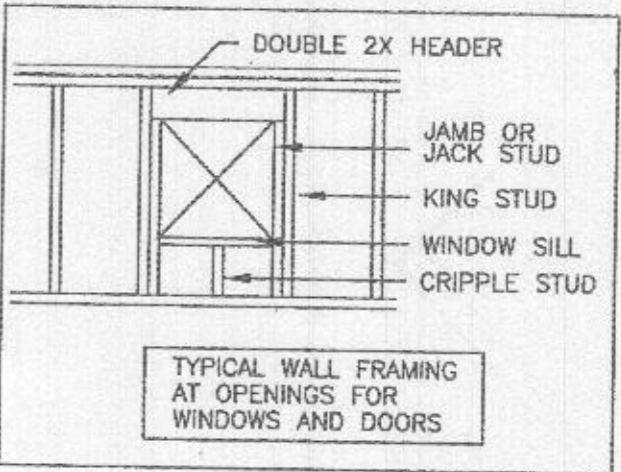 DOUBLE 2X HEADER
JAMB OR
JACK STUD
KING STUD
WINDOW SILL
CRIPPLE STUD
TYPICAL WALL FRAMING
AT OPENINGS FOR
WINDOWS AND DOORS